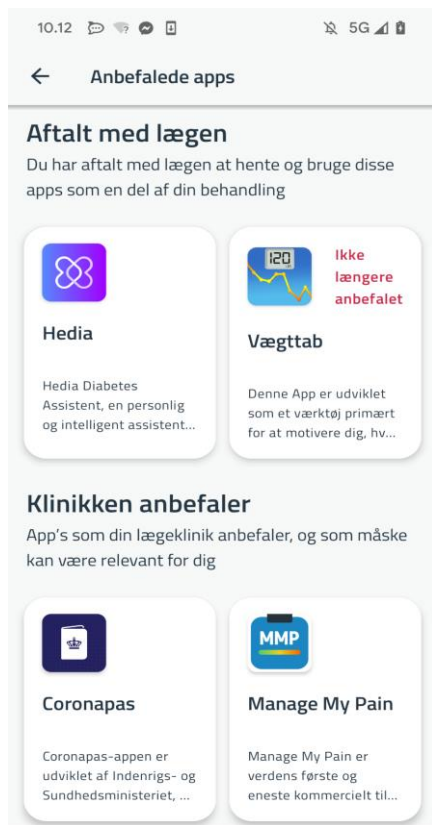 10.12 5G
Anbefalede apps
Aftalt med lægen
Du har aftalt med lægen at hente og bruge disse
apps som en del af din behandling
Hedia
Hedia Diabetes
Assistent, en personlig
og intelligent assistent...
120
Ikke
længere
anbefalet
Vægttab
Denne App er udviklet
som et værktøj primært
for at motivere dig, hv...
Klinikken anbefaler
App's som din lægeklinik anbefaler, og som måske
kan være relevant for dig
Coronapas
Coronapas-appen er
udviklet af Indenrigs- og
Sundhedsministeriet, ...
MMP
Manage My Pain
Manage My Pain er
verdens første og
eneste kommercielt til...